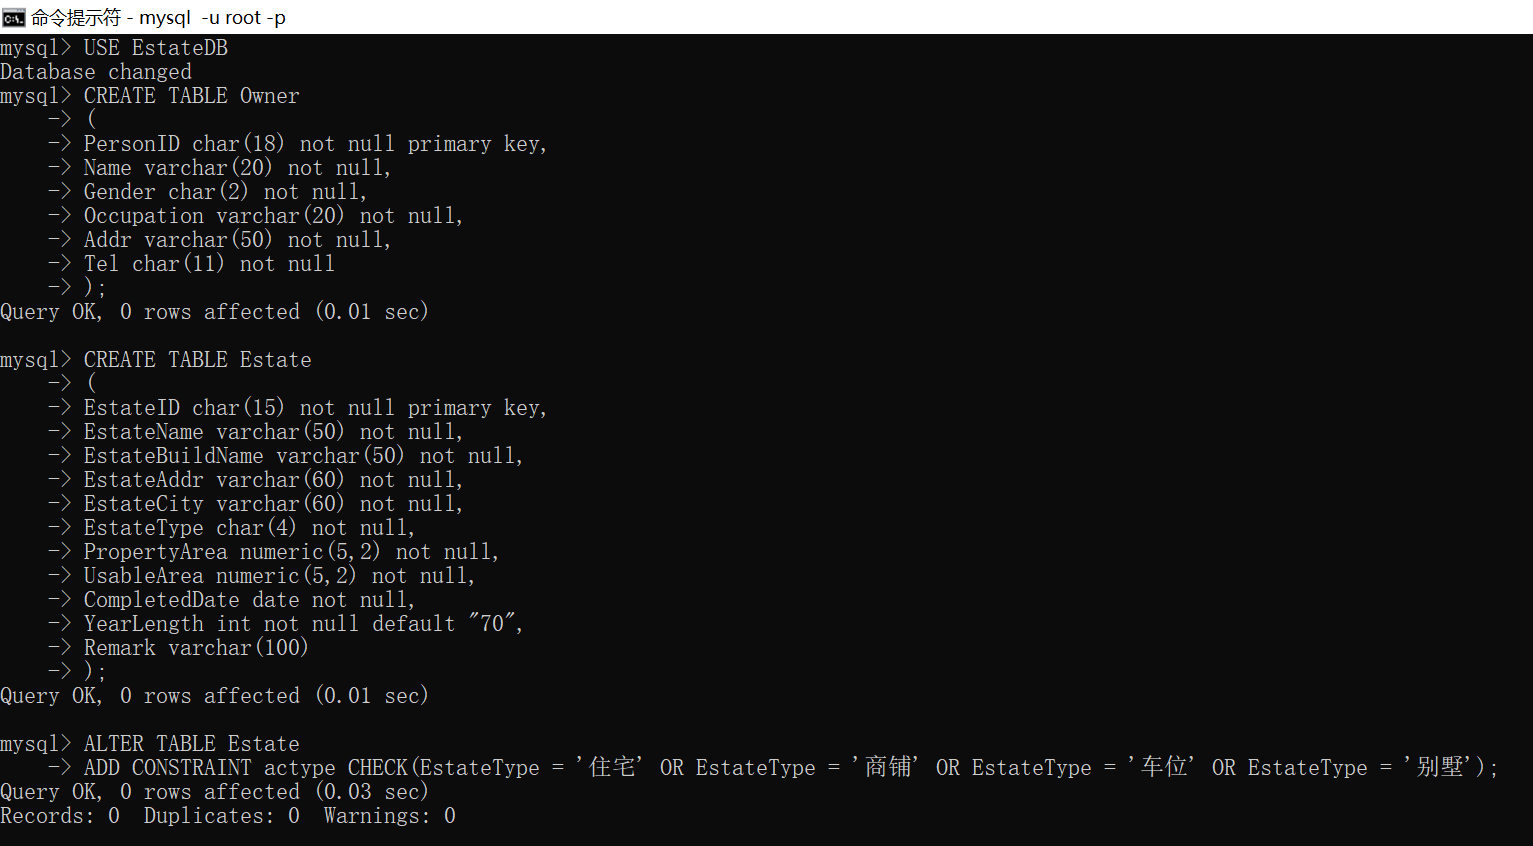 命令提示符 - mysql  -u root -p
mysql> USE EstateDB
Database changed
mysql> CREATE TABLE Owner
    -> (
    -> PersonID char(18) not null primary key,
    -> Name varchar(20) not null,
    -> Gender char(2) not null,
    -> Occupation varchar(20) not null,
    -> Addr varchar(50) not null,
    -> Tel char(11) not null
    -> );
Query OK, 0 rows affected (0.01 sec)

mysql> CREATE TABLE Estate
    -> (
    -> EstateID char(15) not null primary key,
    -> EstateName varchar(50) not null,
    -> EstateBuildName varchar(50) not null,
    -> EstateAddr varchar(60) not null,
    -> EstateCity varchar(60) not null,
    -> EstateType char(4) not null,
    -> PropertyArea numeric(5,2) not null,
    -> UsableArea numeric(5,2) not null,
    -> CompletedDate date not null,
    -> YearLength int not null default "70",
    -> Remark varchar(100)
    -> );
Query OK, 0 rows affected (0.01 sec)

mysql> ALTER TABLE Estate
    -> ADD CONSTRAINT actype CHECK(EstateType = '住宅' OR EstateType = '商铺' OR EstateType = '车位' OR EstateType = '别墅');
Query OK, 0 rows affected (0.03 sec)
Records: 0  Duplicates: 0  Warnings: 0